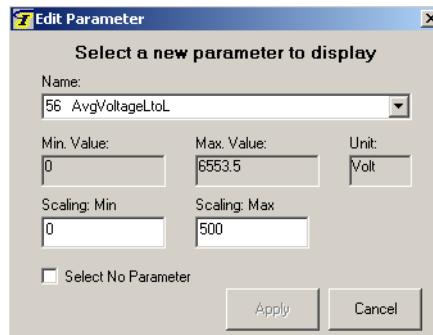 Edit Parameter
Select a new parameter to display
Name:
56 AvgVoltageLtoL
Min. Value: Max. Value: Unit:
0 6553.5 Volt
Scaling: Min Scaling: Max
0 500
Select No Parameter
Apply Cancel